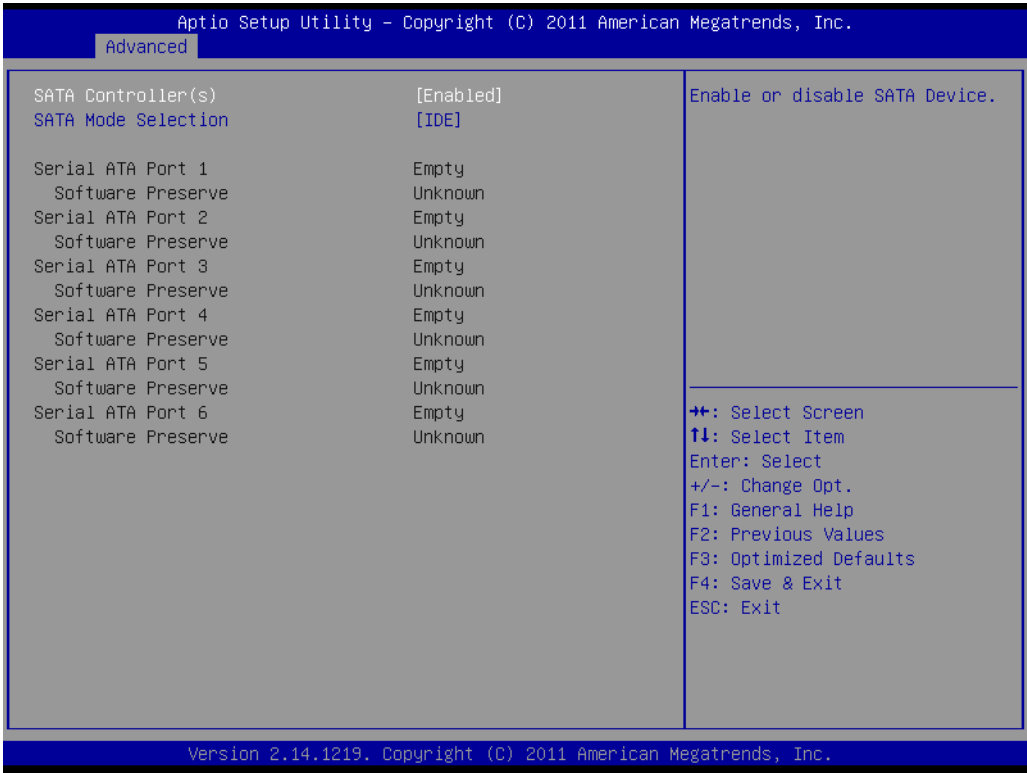 Aptio Setup Utility – Copyright (C) 2011 American Megatrends, Inc.
Advanced
SATA Controller(s) [Enabled]
SATA Mode Selection [IDE]
Serial ATA Port 1 Empty
Software Preserve Unknown
Serial ATA Port 2 Empty
Software Preserve Unknown
Serial ATA Port 3 Empty
Software Preserve Unknown
Serial ATA Port 4 Empty
Software Preserve Unknown
Serial ATA Port 5 Empty
Software Preserve Unknown
Serial ATA Port 6 Empty
Software Preserve Unknown
Enable or disable SATA Device.
→←: Select Screen
↑↓: Select Item
Enter: Select
+/-: Change Opt.
F1: General Help
F2: Previous Values
F3: Optimized Defaults
F4: Save & Exit
ESC: Exit
Version 2.14.1219. Copyright (C) 2011 American Megatrends, Inc.